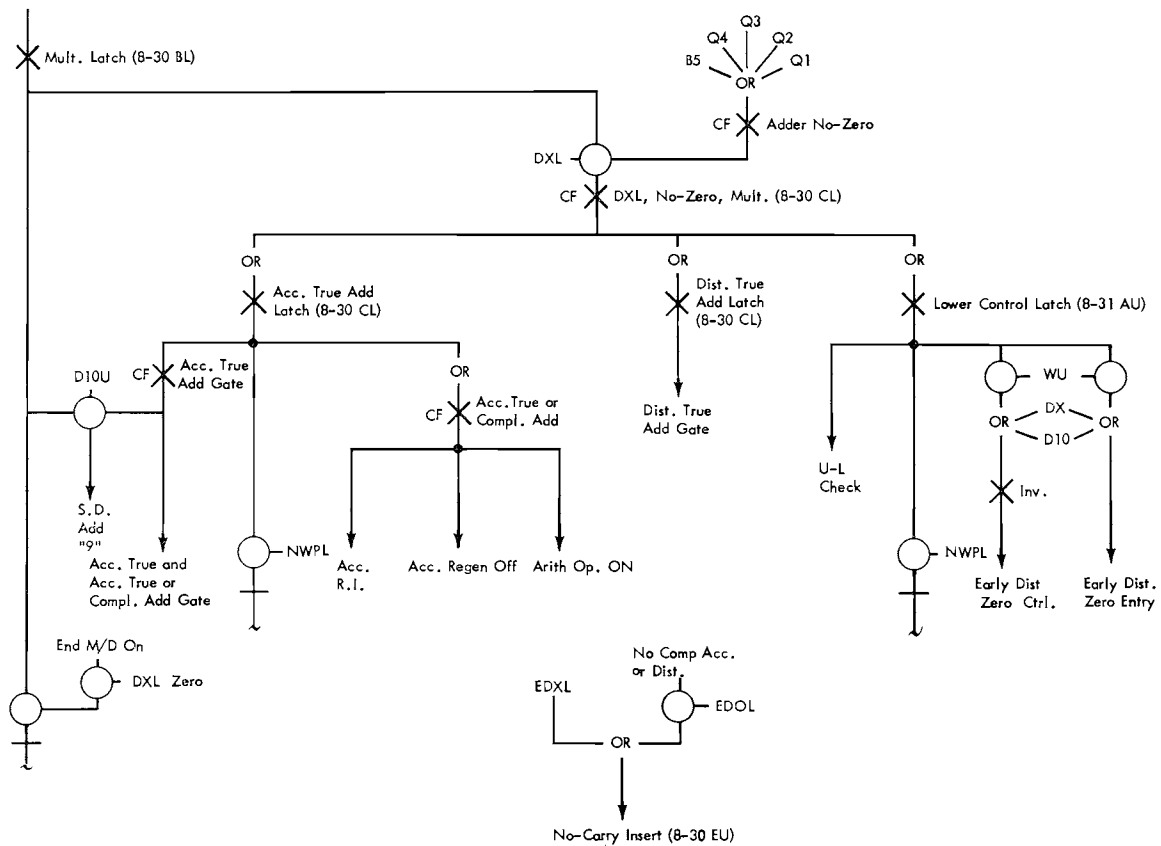 Q3
Q4
Q2
B5
Q1
OR
Mult. Latch (8-30 BL)
CF
Adder No-Zero
DXL
CF
DXL, No-Zero, Mult. (8-30 CL)
OR
OR
OR
Acc. True Add
Latch (8-30 CL)
Dist. True
Add Latch
(8-30 CL)
Lower Control Latch (8-31 AU)
D10U
CF
Acc. True
Add Gate
OR
CF
Acc.True or
Compl. Add
WU
OR
DX
D10
OR
Dist. True
Add Gate
U-L
Check
Inv.
S.D.
Add
"9"
Acc. True and
Acc. True or
Compl. Add Gate
NWPL
Acc.
R.I.
Acc. Regen Off
Arith Op. ON
NWPL
Early Dist
Zero Ctrl.
Early Dist.
Zero Entry
End M/D On
DXL Zero
No Comp Acc.
or Dist.
EDXL
EDOL
OR
No-Carry Insert (8-30 EU)